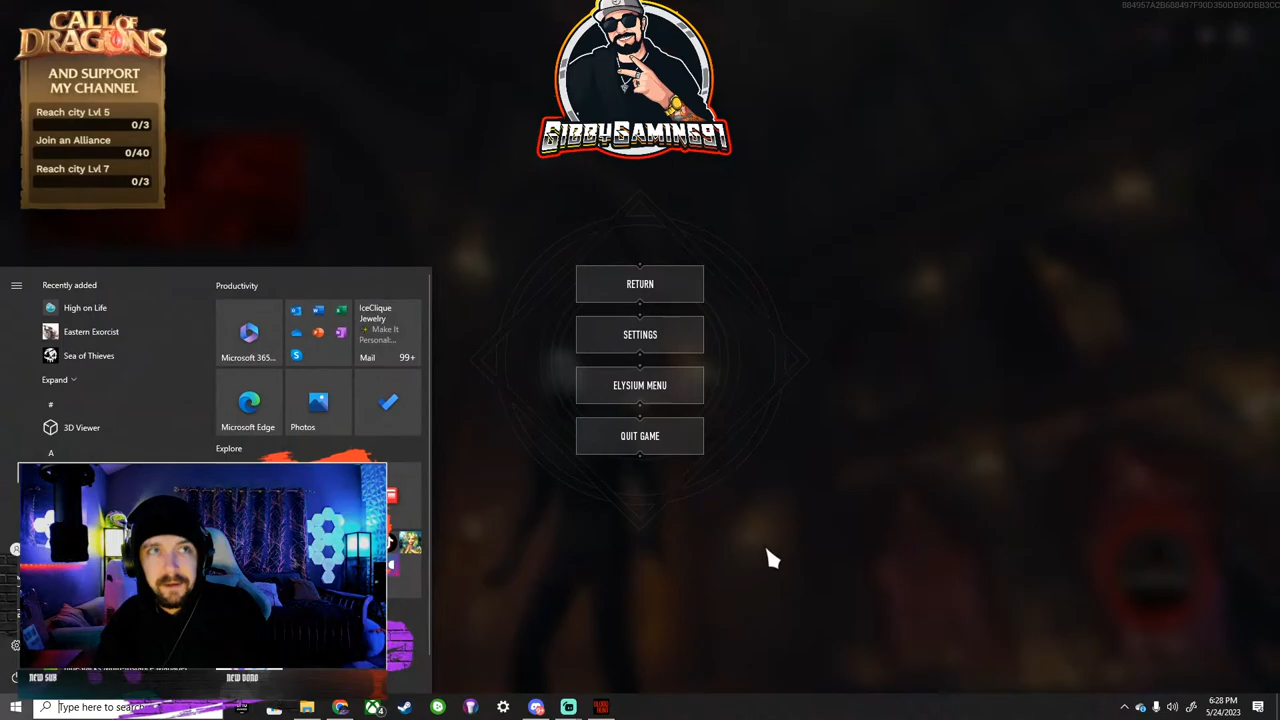 884957A2B688497F90D350DB90DBB3CC
CALL OF
DRAGONS
AND SUPPORT
MY CHANNEL
Reach city Lvl 5
0/3
Join an Alliance
0/40
Reach city Lvl 7
0/3
GIBBYGAMING91
RETURN
SETTINGS
ELYSIUM MENU
QUIT GAME
Recently added
High on Life
Eastern Exorcist
Sea of Thieves
Expand
#
3D Viewer
A
Productivity
Microsoft 365...
IceClique
Jewelry
Make It
Personal:...
Mail 99+
Microsoft Edge
Photos
Explore
NEW SUB
NEW DONO
Type here to search
6:28 PM
5/24/2023